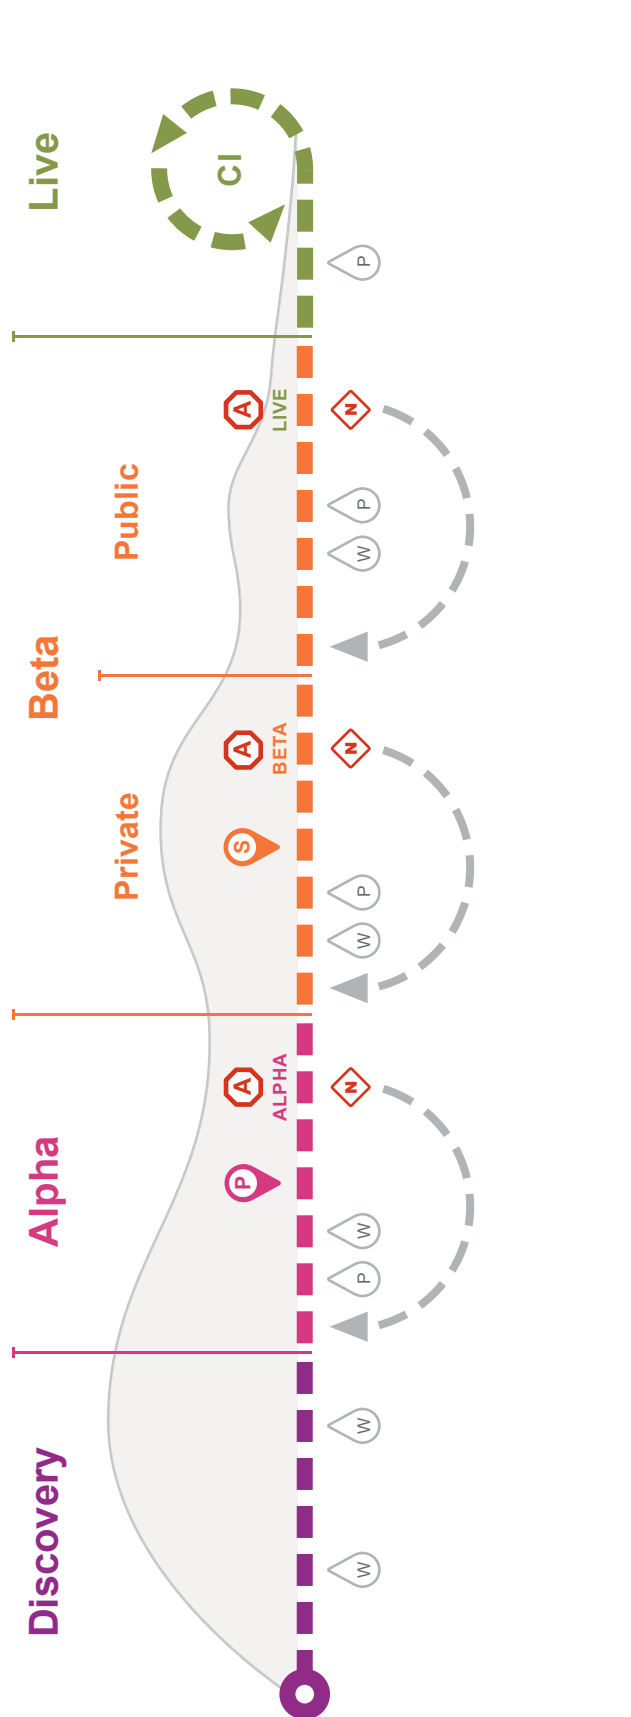 Discovery
Alpha
Beta
Live
Private
Public
CI
P
A
ALPHA
S
A
BETA
A
LIVE
W
W
P
W
N
W
P
N
W
P
N
P